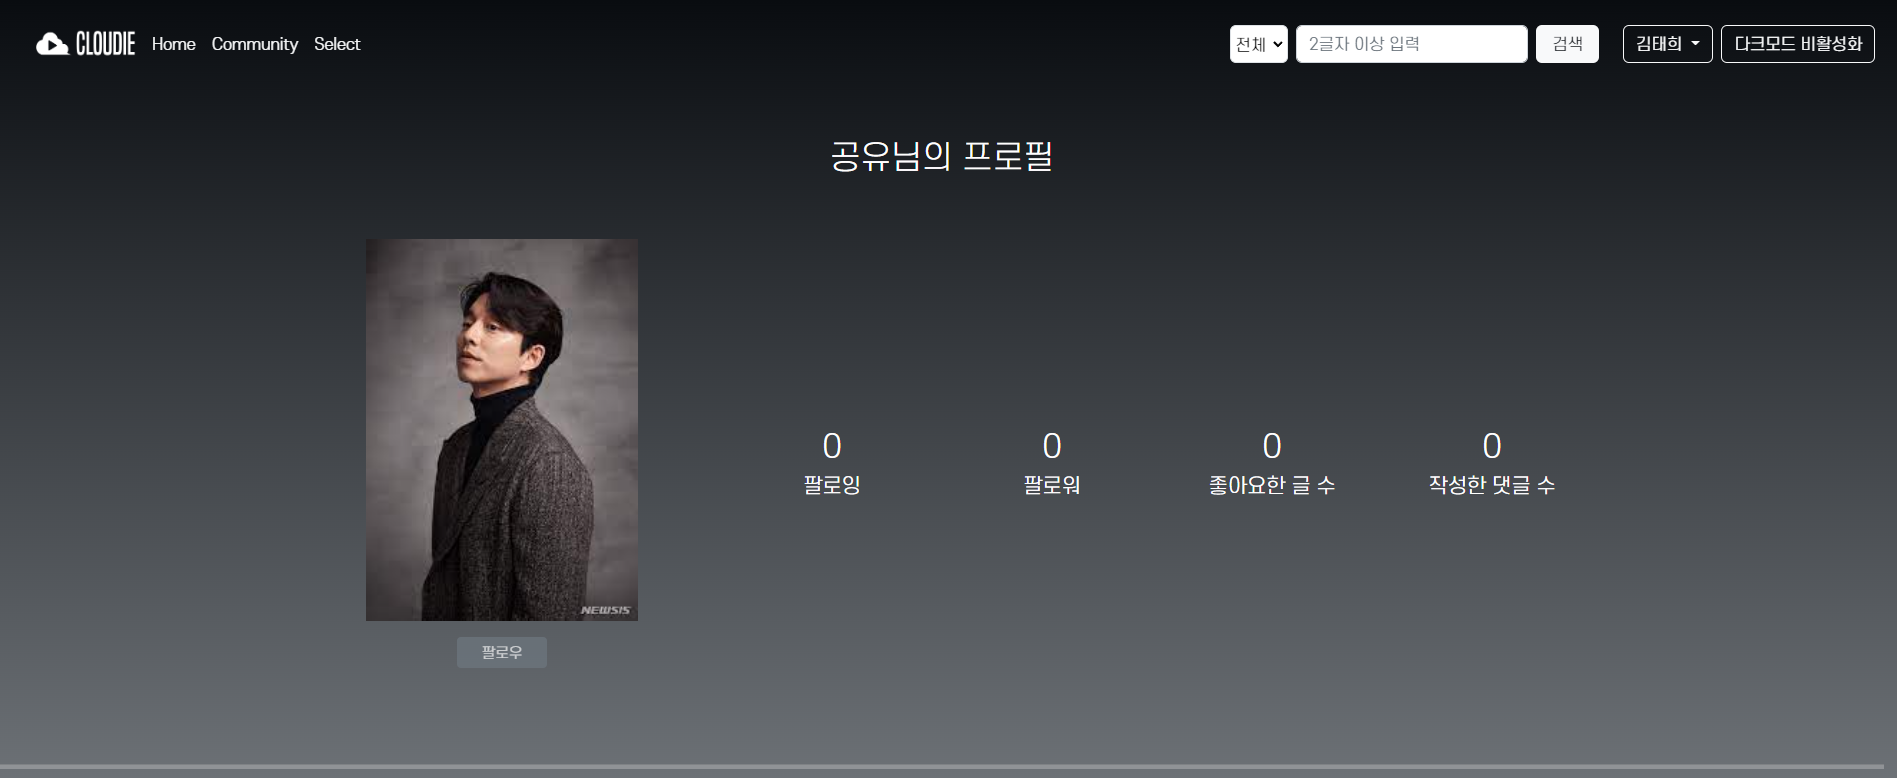 CLOUDIE Home Community Select 전체 2글자 이상 입력 검색 김태희 다크모드 비활성화
공유님의 프로필
0 0 0 0
팔로잉 팔로워 좋아요한 글 수 작성한 댓글 수
NEWSIS
팔로우